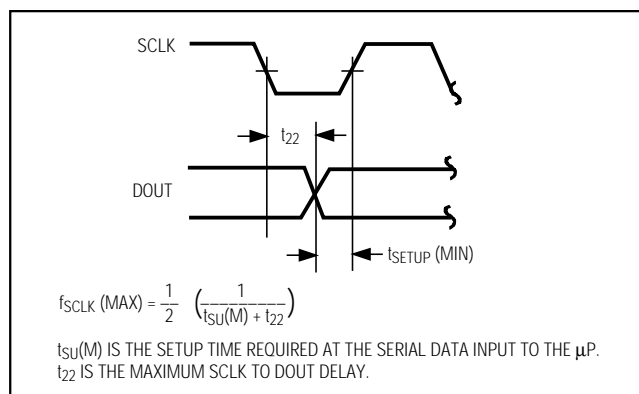 SCLK
t22
DOUT
tSETUP (MIN)
fSCLK (MAX) = 1/2 (1/(tSU(M) + t22))
tSU(M) IS THE SETUP TIME REQUIRED AT THE SERIAL DATA INPUT TO THE µP.
t22 IS THE MAXIMUM SCLK TO DOUT DELAY.